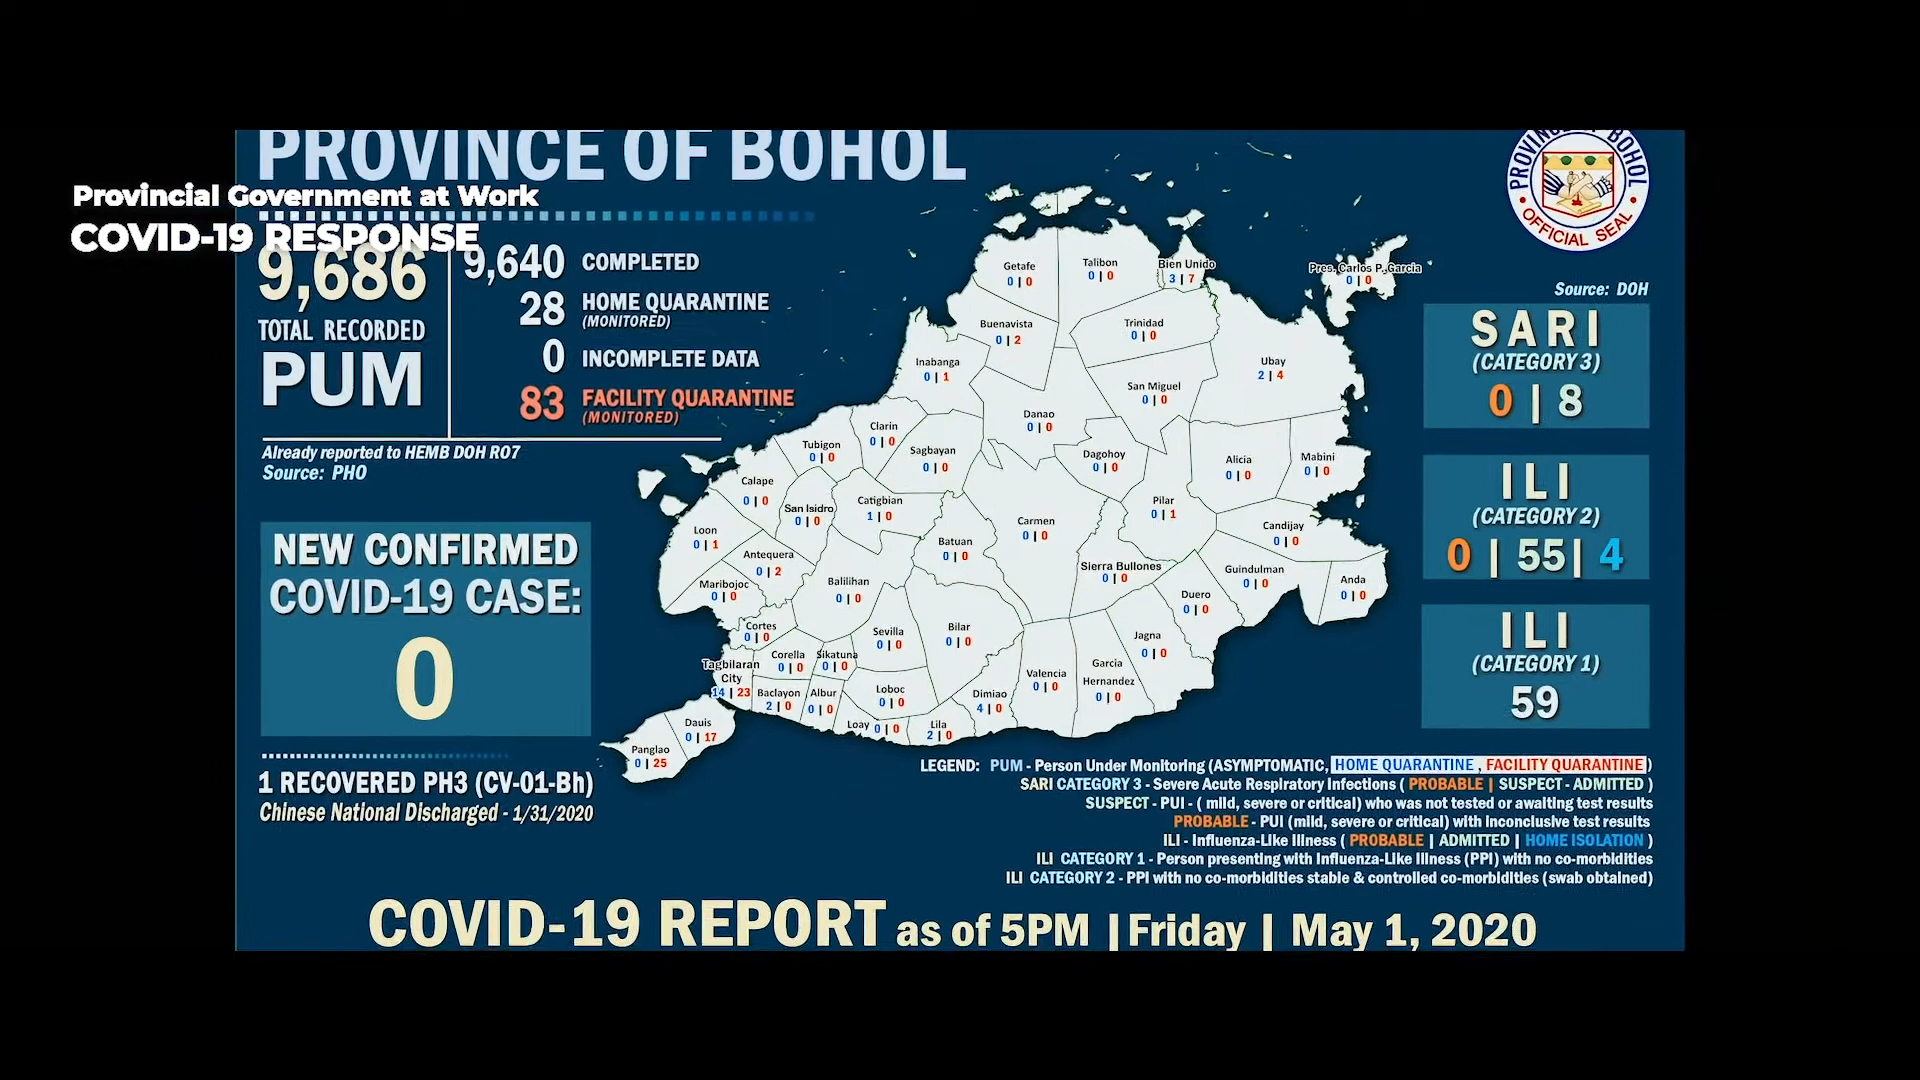 PROVINCE OF BOHOL
Provincial Government at Work
COVID-19 RESPONSE
9,686
TOTAL RECORDED
PUM
9,640 COMPLETED
28 HOME QUARANTINE
(MONITORED)
0 INCOMPLETE DATA
83 FACILITY QUARANTINE
(MONITORED)
Already reported to HEMB DOH RO7
Source: PHO
NEW CONFIRMED
COVID-19 CASE:
0
1 RECOVERED PH3 (CV-01-Bh)
Chinese National Discharged - 1/31/2020
Getafe
0|0
Talibon
0|0
Bien Unido
3|7
Pres. Carlos P. Garcia
0|0
Buenavista
0|2
Trinidad
0|0
Inabanga
0|1
Ubay
2|4
San Miguel
0|0
Danao
0|0
Clarin
0|0
Tubigon
0|0
Sagbayan
0|0
Dagohoy
0|0
Alicia
0|0
Mabini
0|0
Calape
0|0
San Isidro
0|0
Catigbian
1|0
Pilar
0|1
Carmen
0|0
Candijay
0|0
Loon
0|1
Antequera
0|2
Batuan
0|0
Sierra Bullones
0|0
Guindulman
0|0
Anda
0|0
Maribojoc
0|0
Balilihan
0|0
Duero
0|0
Cortes
0|0
Sevilla
0|0
Bilar
0|0
Jagna
0|0
Corella
0|0
Sikatuna
0|0
Tagbilaran
City
14|23
Baclayon
2|0
Albur
0|0
Loboc
0|0
Dimiao
4|0
Valencia
0|0
Garcia
Hernandez
0|0
Loay 0|0
Lila
2|0
Dauis
0|17
Panglao
0|25
PROVINCE OF BOHOL
OFFICIAL SEAL
Source: DOH
SARI
(CATEGORY 3)
0 | 8
ILI
(CATEGORY 2)
0 | 55 | 4
ILI
(CATEGORY 1)
59
LEGEND: PUM - Person Under Monitoring (ASYMPTOMATIC, HOME QUARANTINE , FACILITY QUARANTINE )
SARI CATEGORY 3 - Severe Acute Respiratory Infections ( PROBABLE | SUSPECT - ADMITTED )
SUSPECT - PUI - ( mild, severe or critical) who was not tested or awaiting test results
PROBABLE - PUI (mild, severe or critical) with inconclusive test results
ILI - Influenza-Like Illness ( PROBABLE | ADMITTED | HOME ISOLATION )
ILI CATEGORY 1 - Person presenting with Influenza-Like Illness (PPI) with no co-morbidities
ILI CATEGORY 2 - PPI with no co-morbidities stable & controlled co-morbidities (swab obtained)
COVID-19 REPORT as of 5PM | Friday | May 1, 2020